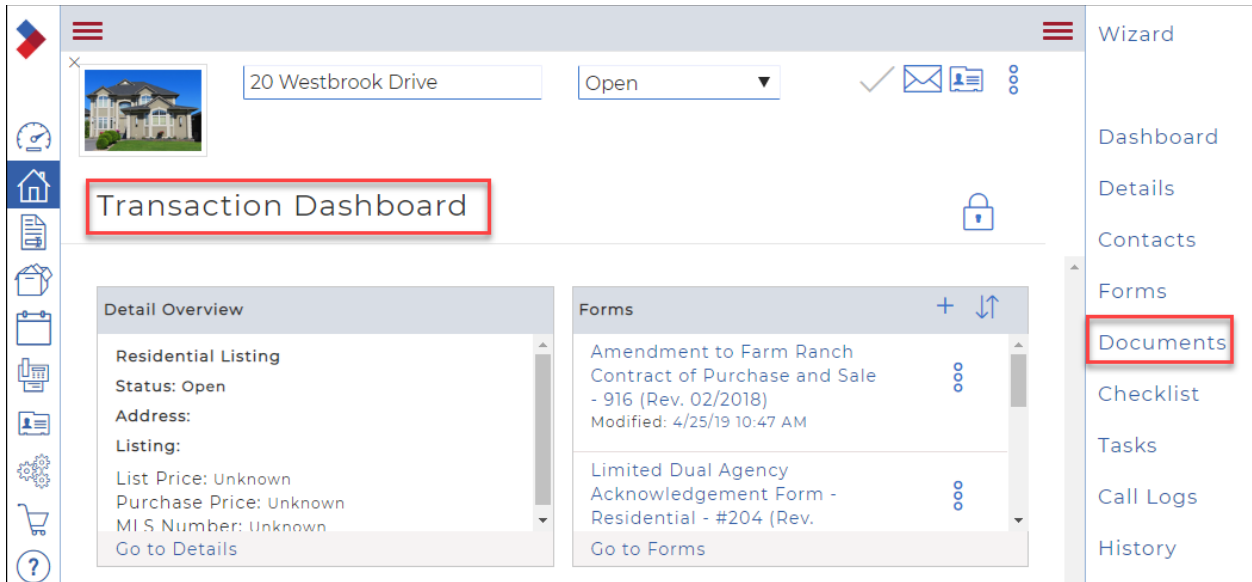 Wizard
20 Westbrook Drive
Open
Transaction Dashboard
Detail Overview
Residential Listing
Status: Open
Address:
Listing:
List Price: Unknown
Purchase Price: Unknown
MLS Number: Unknown
Go to Details
Forms
Amendment to Farm Ranch
Contract of Purchase and Sale
- 916 (Rev. 02/2018)
Modified: 4/25/19 10:47 AM
Limited Dual Agency
Acknowledgement Form -
Residential - #204 (Rev.
Go to Forms
Dashboard
Details
Contacts
Forms
Documents
Checklist
Tasks
Call Logs
History
?